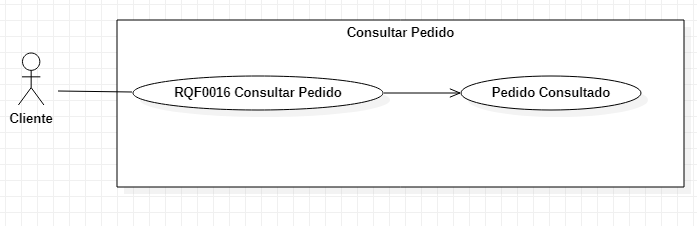 Consultar Pedido
RQF0016 Consultar Pedido
Pedido Consultado
Cliente